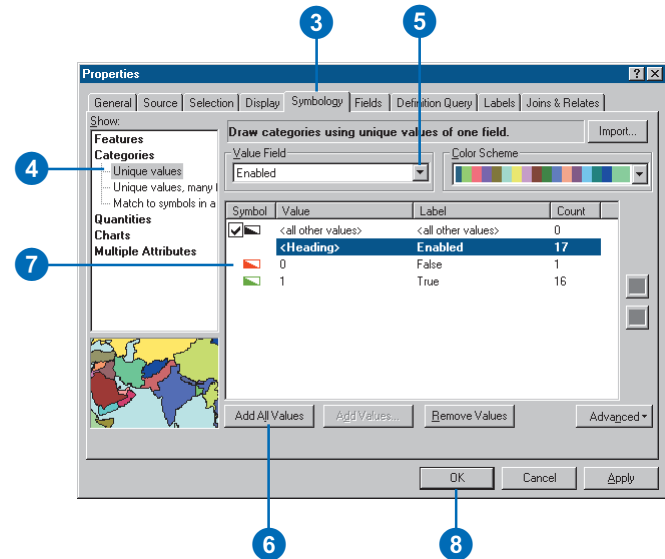 3
5
Properties
General Source Selection Display Symbology Fields Definition Query Labels Joins & Relates
Show:
Features
Categories
Unique values
Unique values, many
Match to symbols in a
Quantities
Charts
Multiple Attributes
4
Draw categories using unique values of one field.
Import...
Value Field
Enabled
Color Scheme
Symbol Value Label Count
<all other values> <all other values> 0
<Heading> Enabled 17
7
0 False 1
1 True 16
Add All Values Add Values... Remove Values Advanced
OK Cancel Apply
6
8